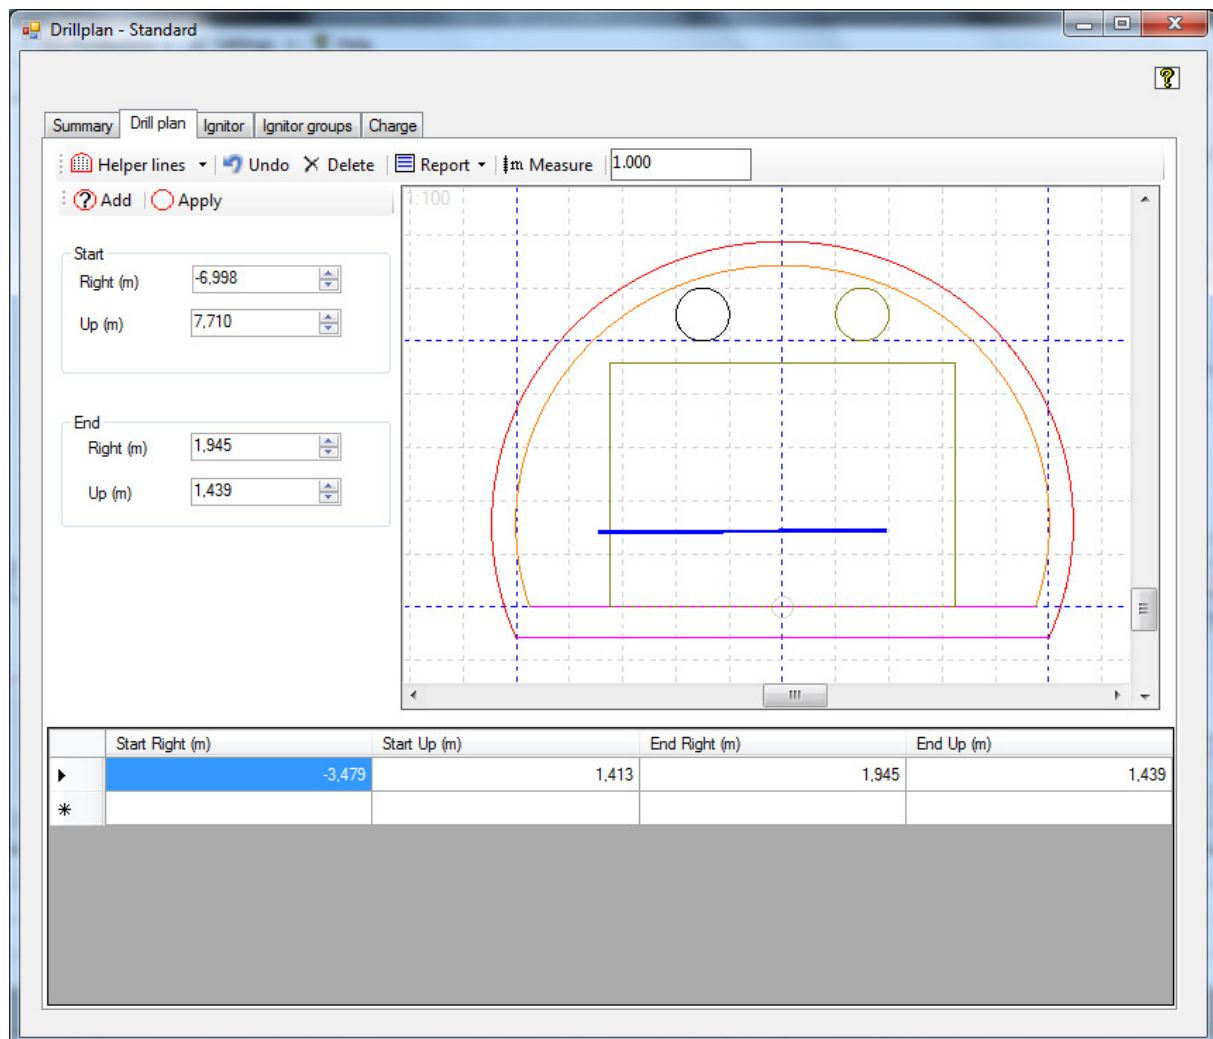 Drillplan - Standard
Summary Drill plan Ignitor Ignitor groups Charge
Helper lines Undo Delete Report m Measure 1.000
Add Apply
1:100
Start
Right (m) -6,998
Up (m) 7,710
End
Right (m) 1,945
Up (m) 1,439
Start Right (m) Start Up (m) End Right (m) End Up (m)
-3,479 1,413 1,945 1,439